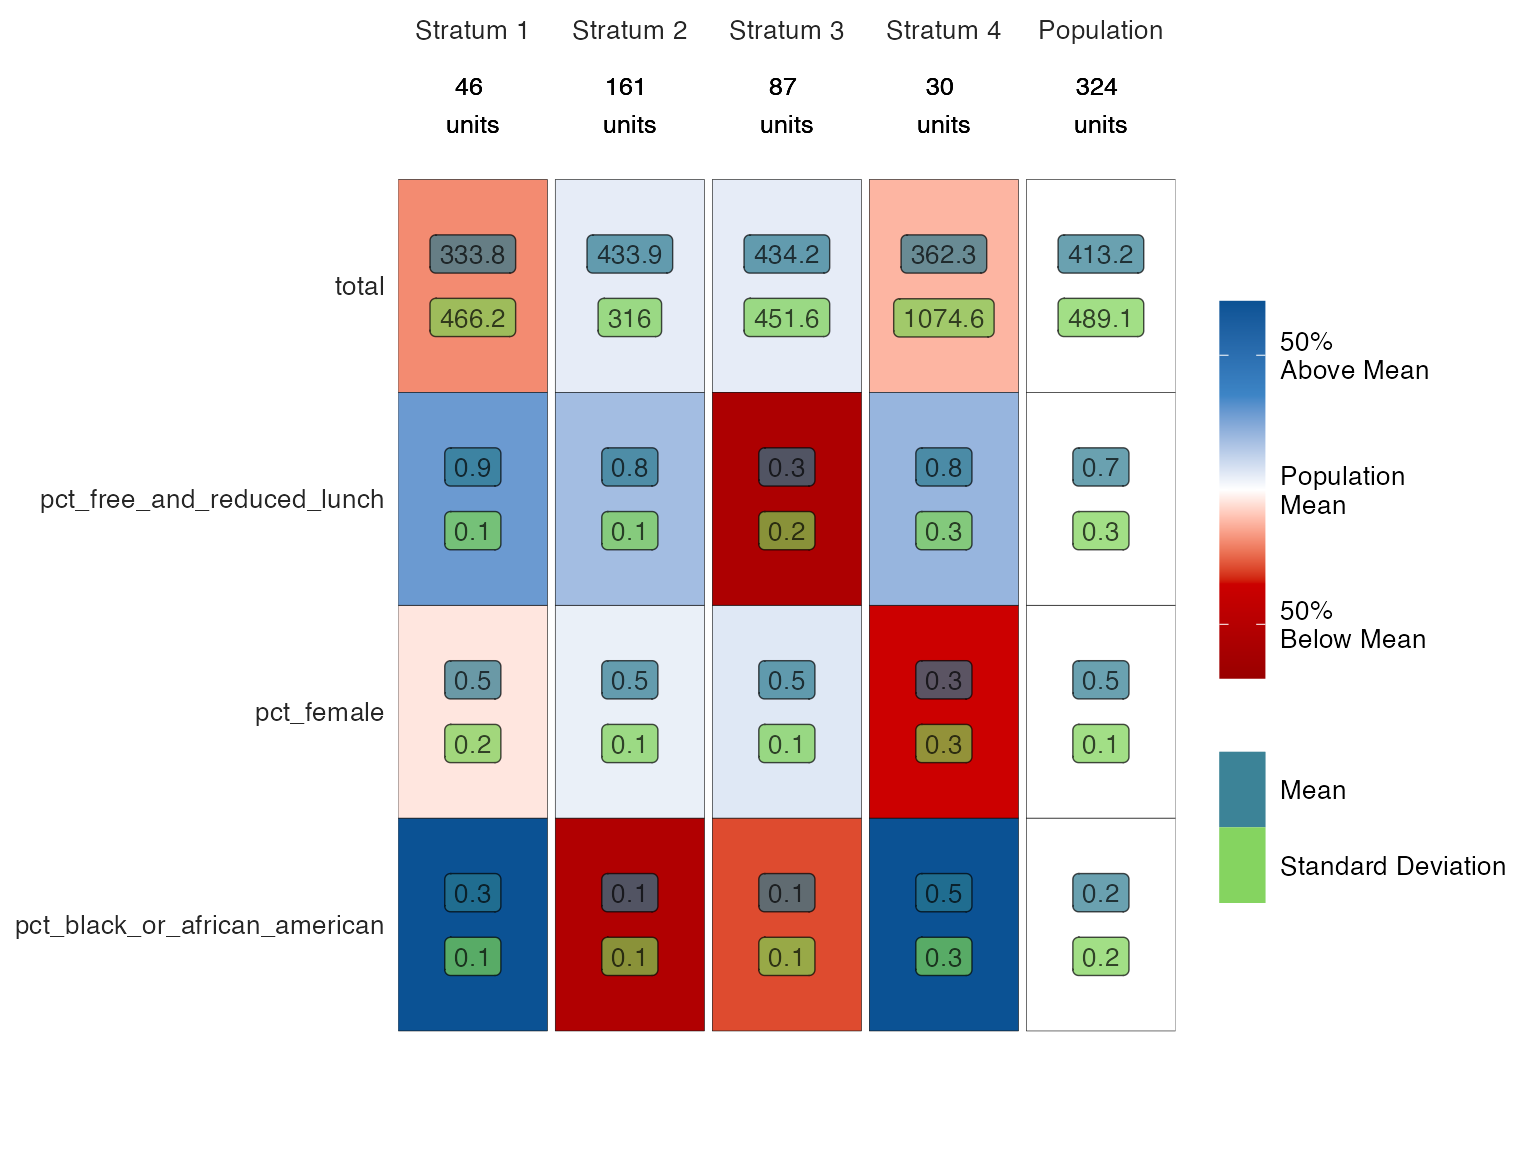 Stratum 1 Stratum 2 Stratum 3 Stratum 4 Population
46 161 87 30 324
units units units units units
333.8 433.9 434.2 362.3 413.2
total
466.2 316 451.6 1074.6 489.1
0.9 0.8 0.3 0.8 0.7
pct_free_and_reduced_lunch
0.1 0.1 0.2 0.3 0.3
0.5 0.5 0.5 0.3 0.5
pct_female
0.2 0.1 0.1 0.3 0.1
0.3 0.1 0.1 0.5 0.2
pct_black_or_african_american
0.1 0.1 0.1 0.3 0.2
50%
Above Mean
Population
Mean
50%
Below Mean
Mean
Standard Deviation